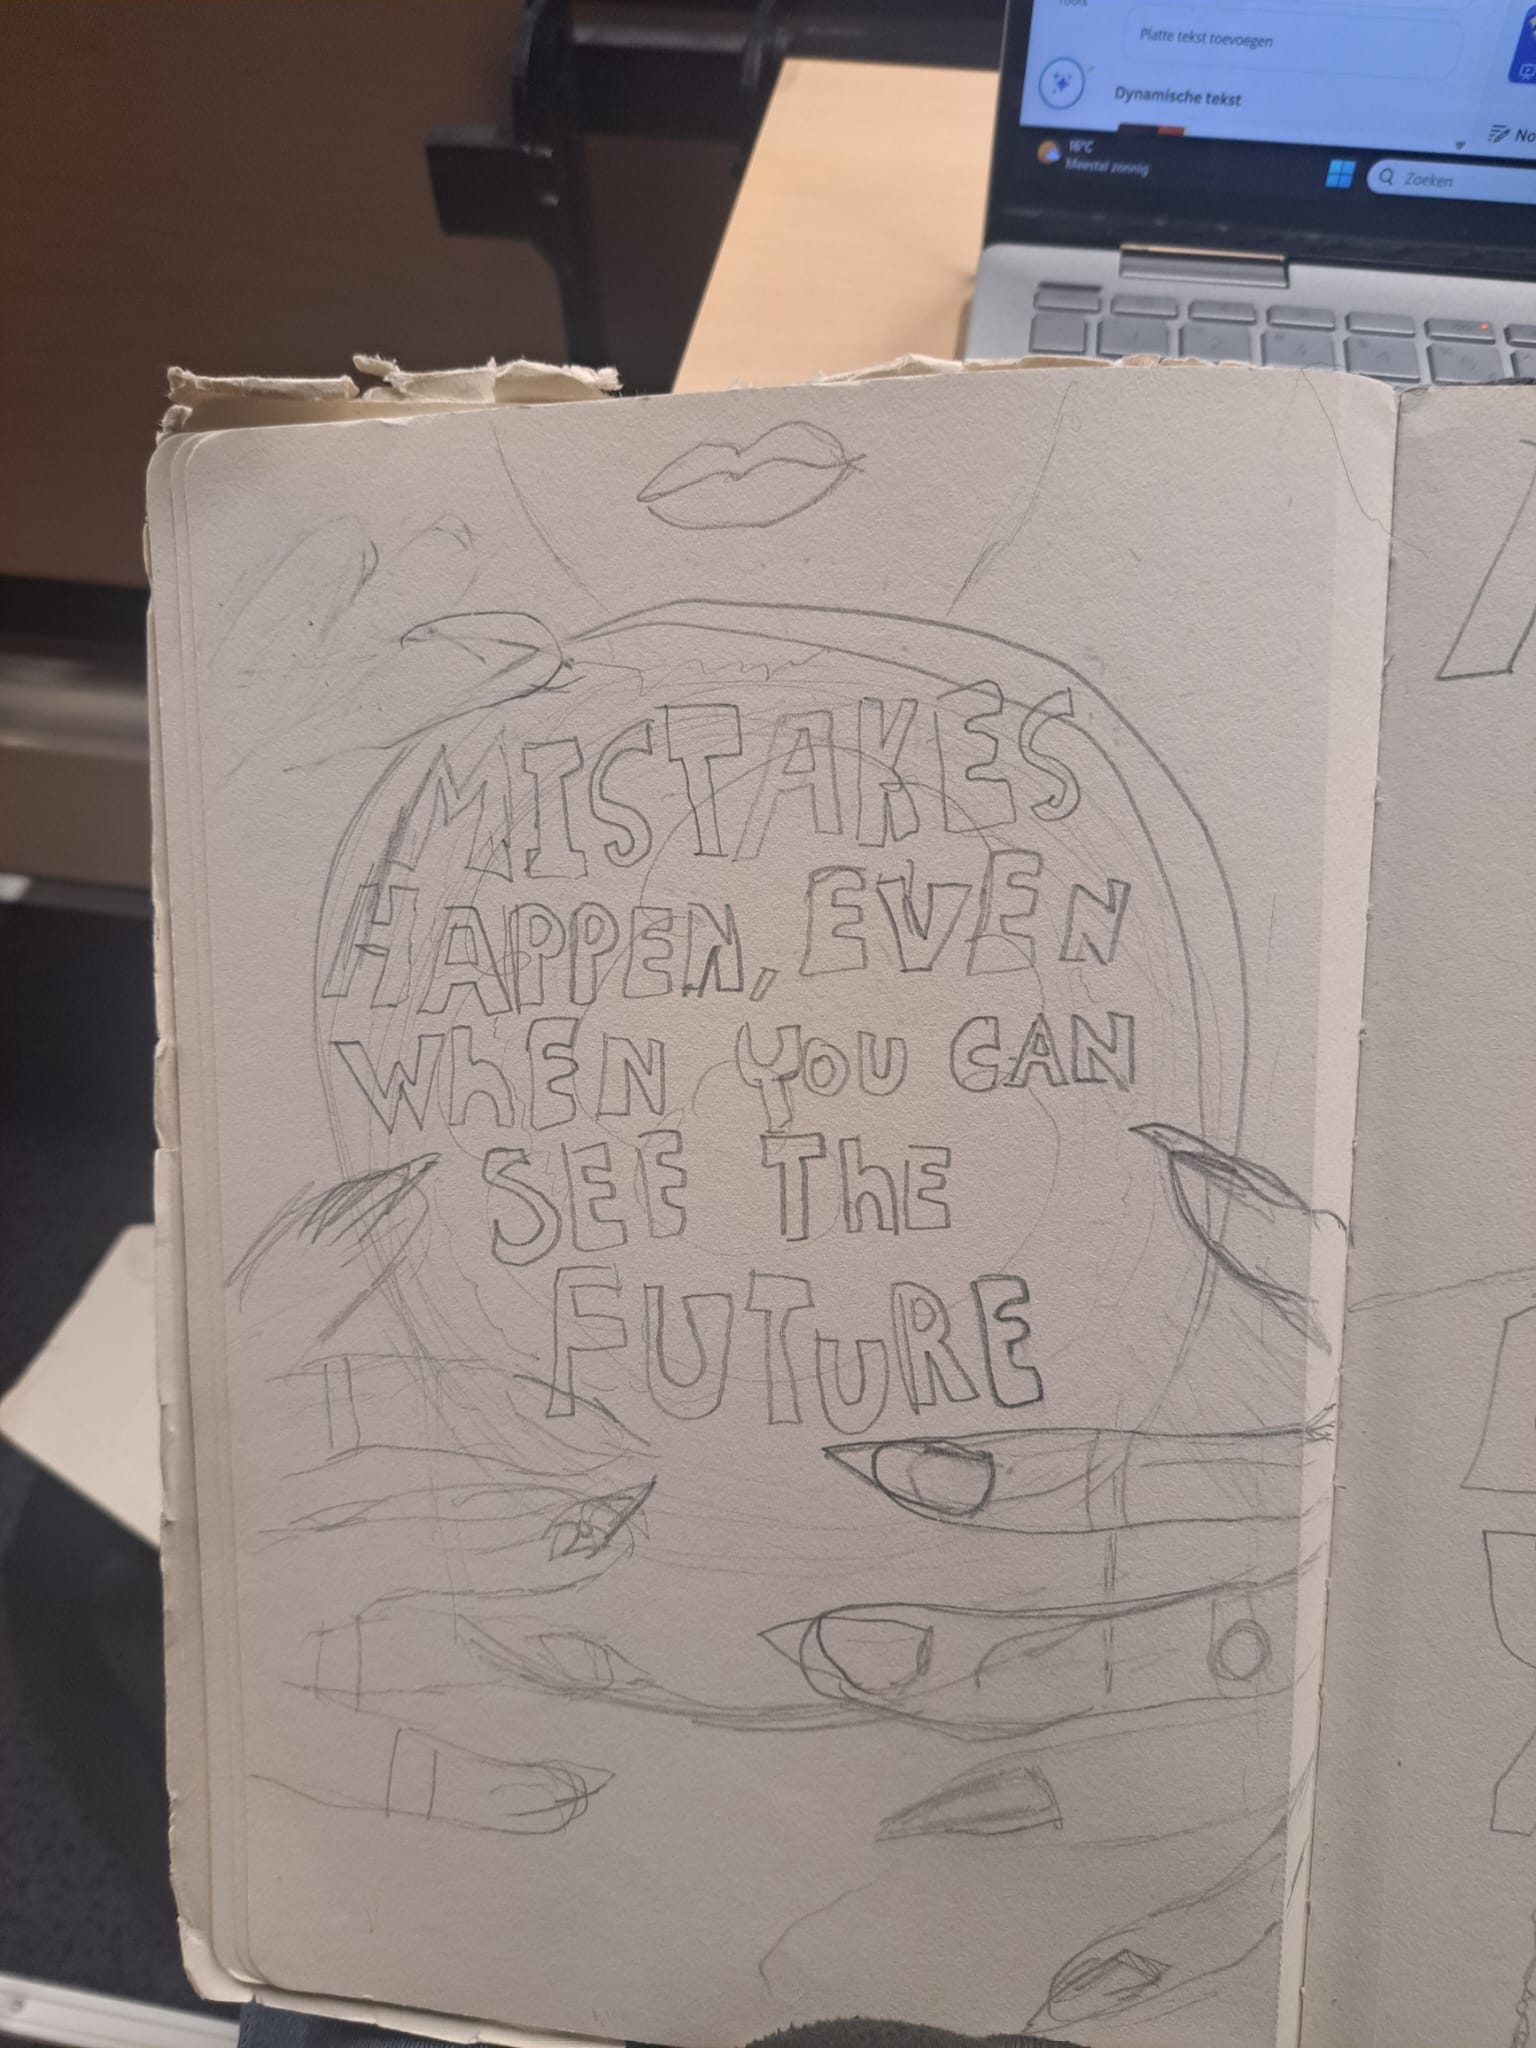 Tools
Platte tekst toevoegen
Dynamische tekst
No
16°C
Meestal zonnig
Zoeken
MISTAKES
HAPPEN, EVEN
WhEN YOU CAN
SEE ThE
FUTURE